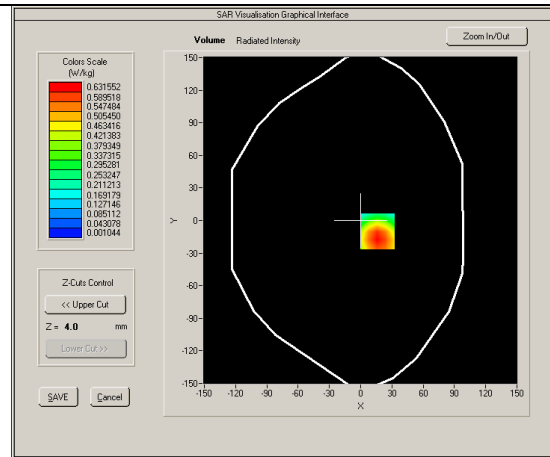 SAR Visualisation Graphical Interface
Volume Radiated Intensity
Zoom In/Out
Colors Scale
(W/kg)
0.631552
0.589518
0.547484
0.505450
0.463416
0.421383
0.379349
0.337315
0.295281
0.253247
0.211213
0.169179
0.127146
0.085112
0.043078
0.001044
Z-Cuts Control
<< Upper Cut
Z = 4.0 mm
Lower Cut >>
SAVE Cancel
150-
120-
90-
60-
30-
0-
-30-
-60-
-90-
-120-
-150-
Y
-150 -120 -90 -60 -30 0 30 60 90 120 150
X